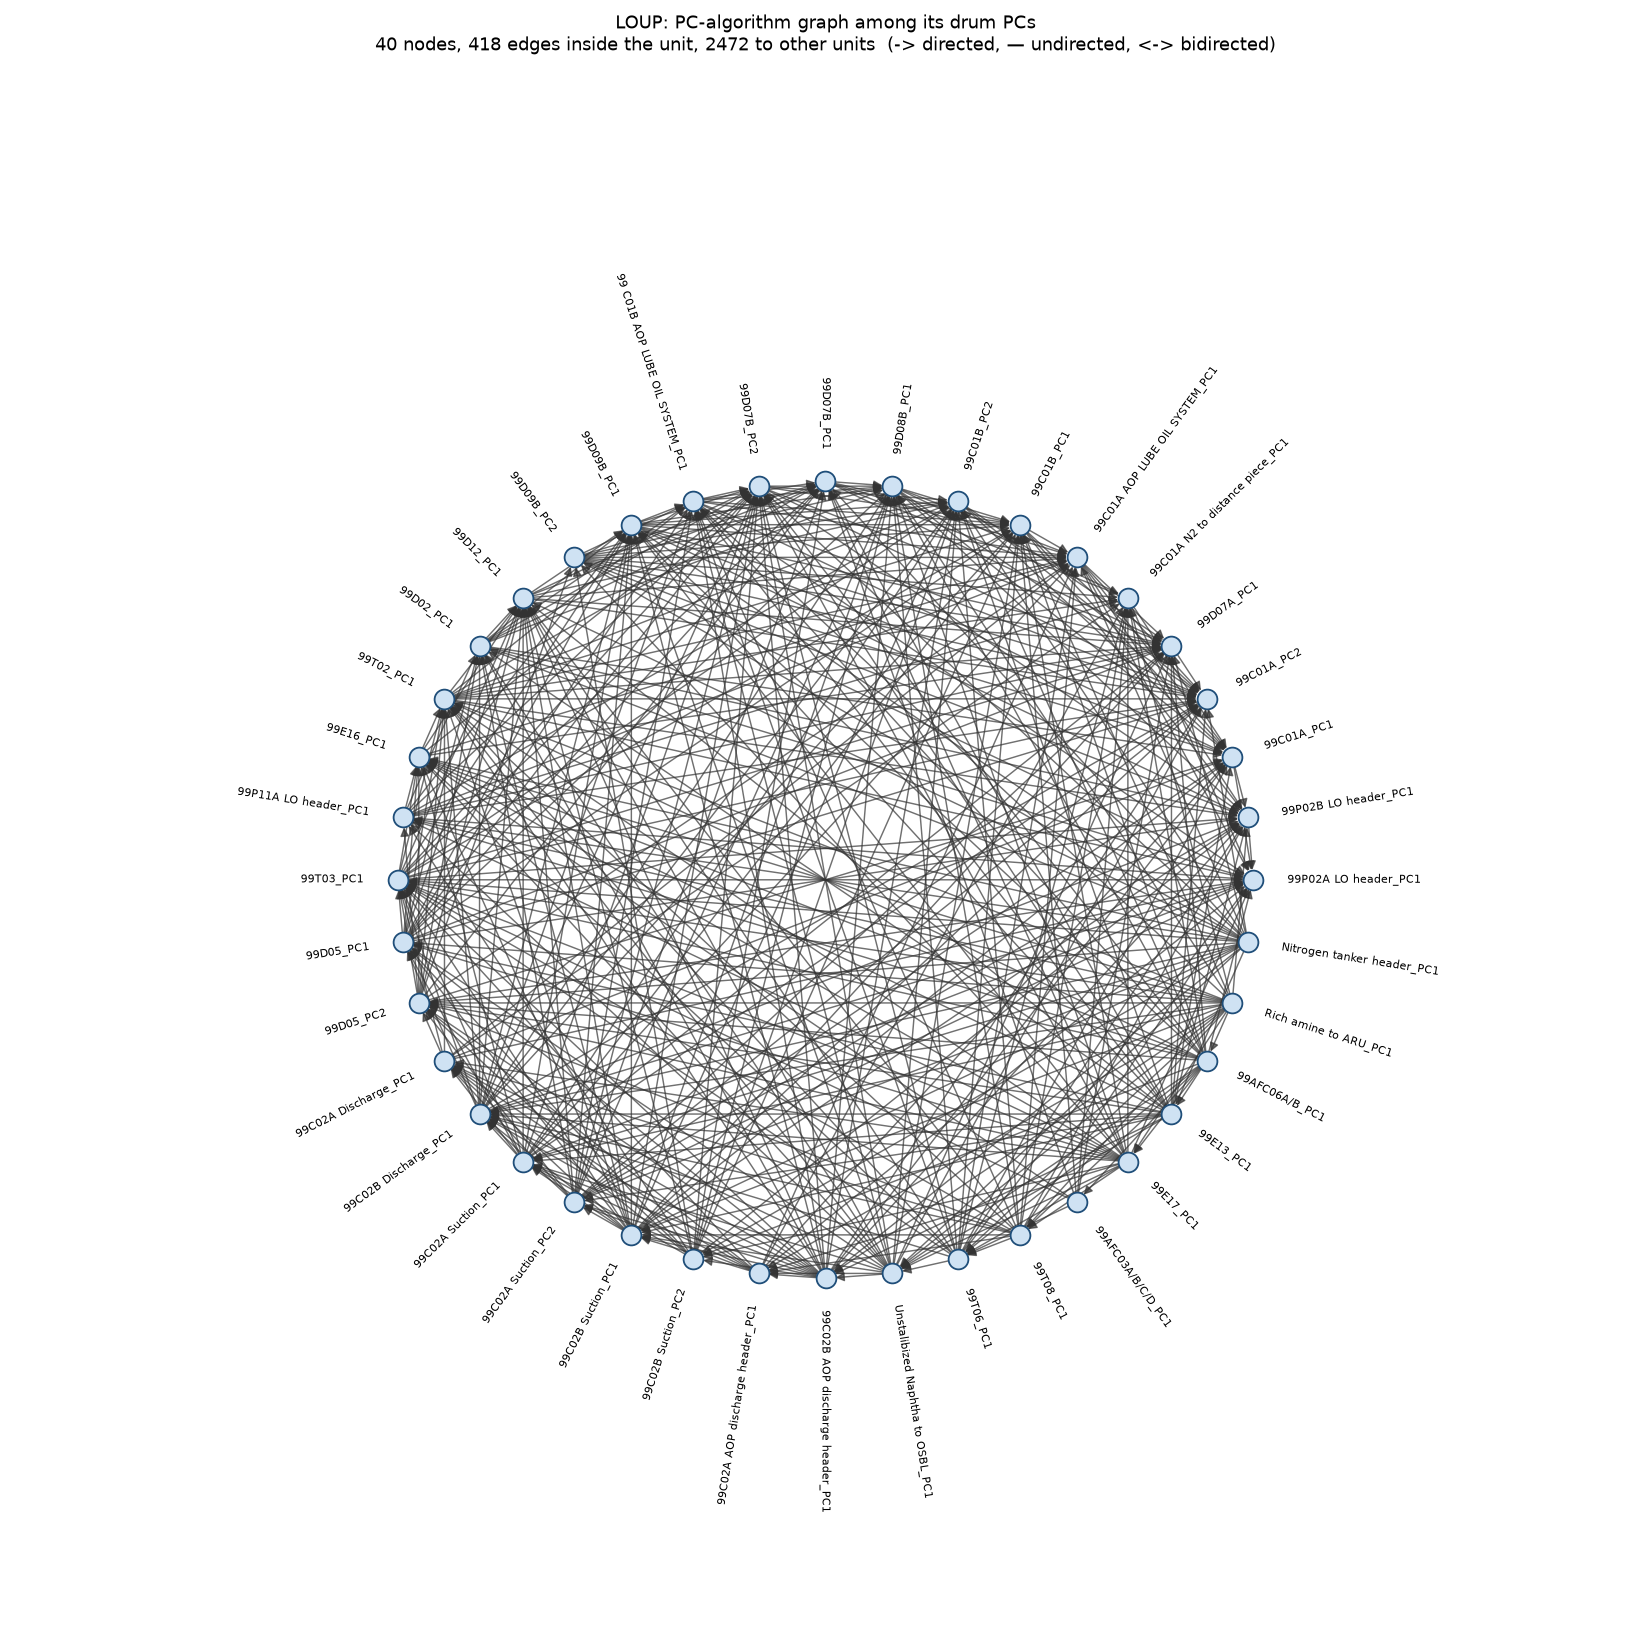 LOUP: PC-algorithm graph among its drum PCs
40 nodes, 418 edges inside the unit, 2472 to other units  (-> directed, — undirected, <-> bidirected)
99D07B_PC1
99D08B_PC1
99C01B_PC2
99C01B_PC1
99C01A AOP LUBE OIL SYSTEM_PC1
99C01A N2 to distance piece_PC1
99D07A_PC1
99C01A_PC2
99C01A_PC1
99P02B LO header_PC1
99P02A LO header_PC1
Nitrogen tanker header_PC1
Rich amine to ARU_PC1
99AFC06A/B_PC1
99E13_PC1
99E17_PC1
99AFC03A/B/C/D_PC1
99T08_PC1
99T06_PC1
Unstalibized Naphtha to OSBL_PC1
99C02B AOP discharge header_PC1
99C02A AOP discharge header_PC1
99C02B Suction_PC2
99C02B Suction_PC1
99C02A Suction_PC2
99C02A Suction_PC1
99C02B Discharge_PC1
99C02A Discharge_PC1
99D05_PC2
99D05_PC1
99T03_PC1
99P11A LO header_PC1
99E16_PC1
99T02_PC1
99D02_PC1
99D12_PC1
99D09B_PC2
99D09B_PC1
99 C01B AOP LUBE OIL SYSTEM_PC1
99D07B_PC2